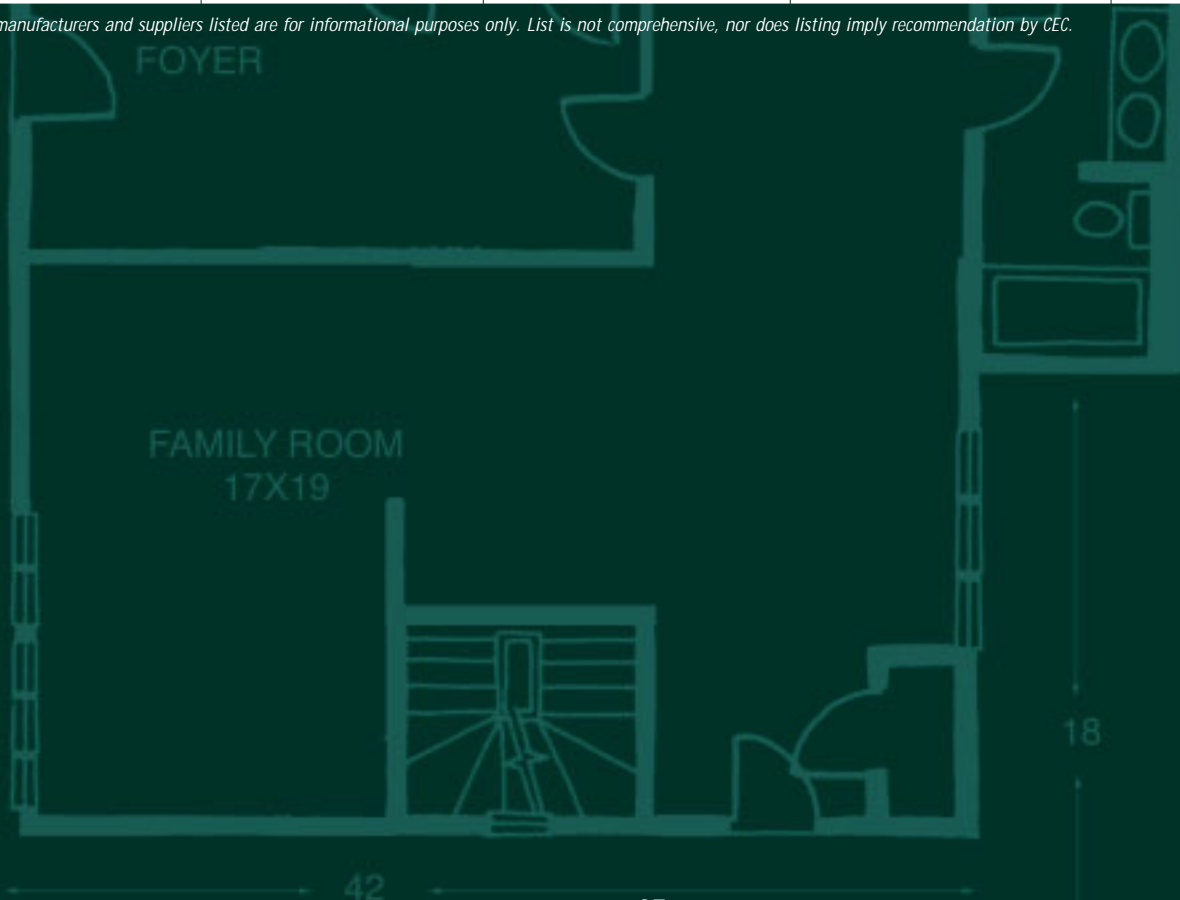 manufacturers and suppliers listed are for informational purposes only. List is not comprehensive, nor does listing imply recommendation by CEC.
FOYER
FAMILY ROOM
17X19
18
42